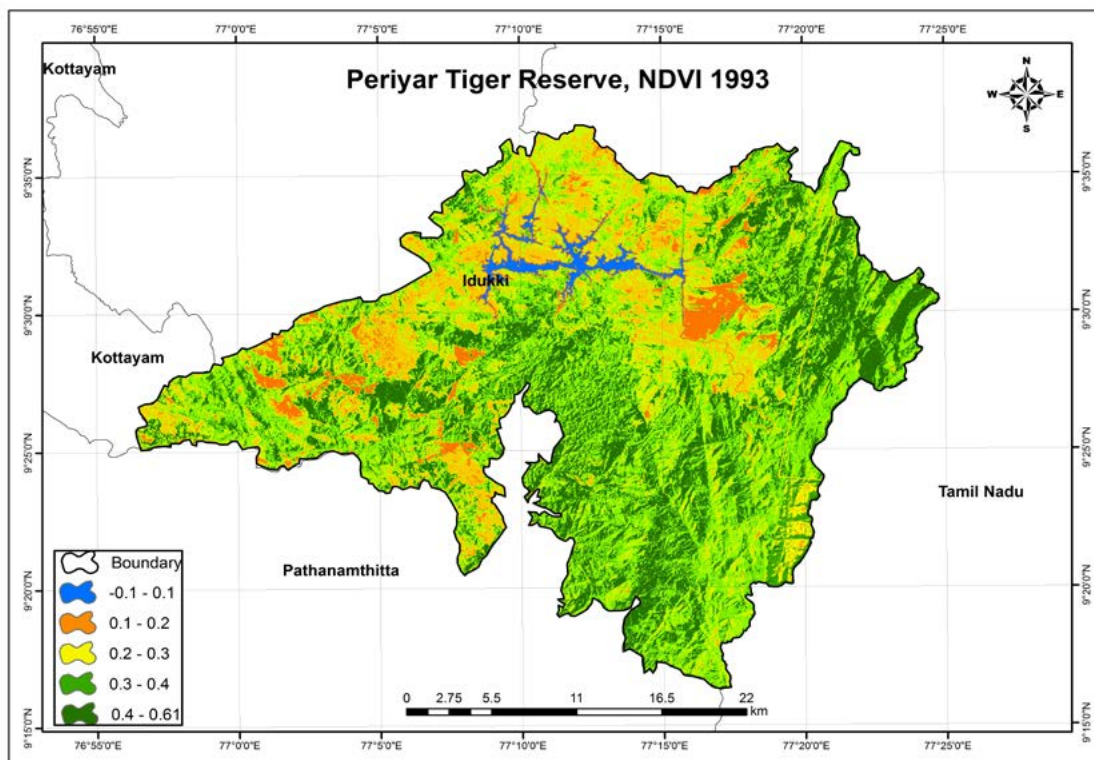 76°55'0"E 77°0'0"E 77°5'0"E 77°10'0"E 77°15'0"E 77°20'0"E 77°25'0"E
Kottayam
Periyar Tiger Reserve, NDVI 1993
N
W E
S
9°35'0"N 9°35'0"N
Idukki
9°30'0"N 9°30'0"N
Kottayam
9°25'0"N 9°25'0"N
Tamil Nadu
Pathanamthitta
Boundary
-0.1 - 0.1
0.1 - 0.2
0.2 - 0.3
0.3 - 0.4
0.4 - 0.61
9°20'0"N 9°20'0"N
0 2.75 5.5 11 16.5 22
km
9°15'0"N 9°15'0"N
76°55'0"E 77°0'0"E 77°5'0"E 77°10'0"E 77°15'0"E 77°20'0"E 77°25'0"E